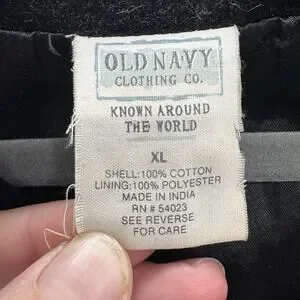 OLD NAVY
CLOTHING CO.
KNOWN AROUND
THE WORLD
XL
SHELL:100% COTTON
LINING:100% POLYESTER
MADE IN INDIA
RN # 54023
SEE REVERSE
FOR CARE